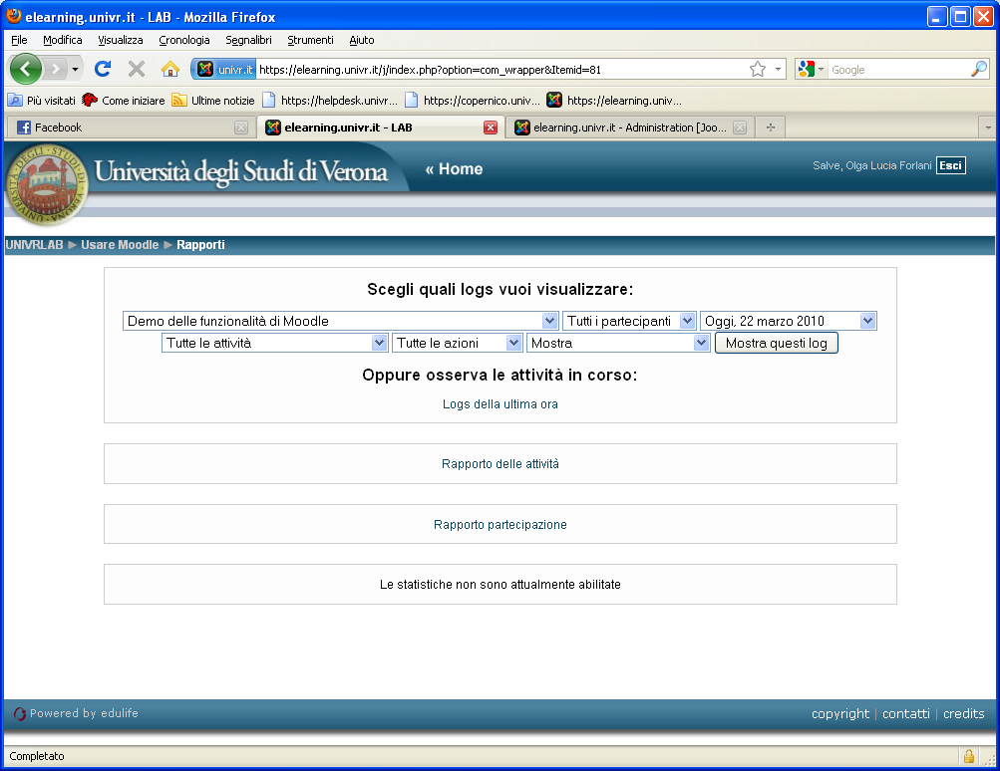 elearning.univr.it - LAB - Mozilla Firefox
File Modifica Visualizza Cronologia Segnalibri Strumenti Aiuto
univr.it https://elearning.univr.it/j/index.php?option=com_wrapper&Itemid=81 Google
Più visitati Come iniziare Ultime notizie https://helpdesk.univr... https://copernico.univ... https://elearning.univ...
Facebook elearning.univr.it - LAB elearning.univr.it - Administration [Joo...
Università degli Studi di Verona « Home Salve, Olga Lucia Forlani Esci
UNIVRLAB ► Usare Moodle ► Rapporti
Scegli quali logs vuoi visualizzare:
Demo delle funzionalità di Moodle Tutti i partecipanti Oggi, 22 marzo 2010
Tutte le attività Tutte le azioni Mostra Mostra questi log
Oppure osserva le attività in corso:
Logs della ultima ora
Rapporto delle attività
Rapporto partecipazione
Le statistiche non sono attualmente abilitate
Powered by edulife copyright | contatti | credits
Completato